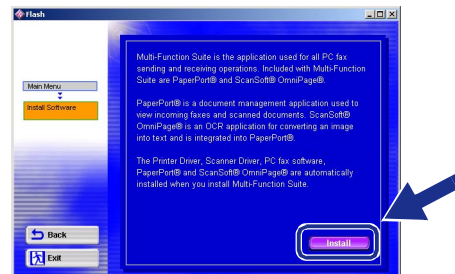 Flash
Multi-Function Suite is the application used for all PC fax
sending and receiving operations. Included with Multi-Function
Suite are PaperPort® and ScanSoft® OmniPage®.
Main Menu
Install Software
PaperPort® is a document management application used to
view incoming faxes and scanned documents. ScanSoft®
OmniPage® is an OCR application for converting an image
into text and is integrated into PaperPort®.
The Printer Driver, Scanner Driver, PC fax software,
PaperPort® and ScanSoft® OmniPage® are automatically
installed when you install Multi-Function Suite.
Back
Install
Exit